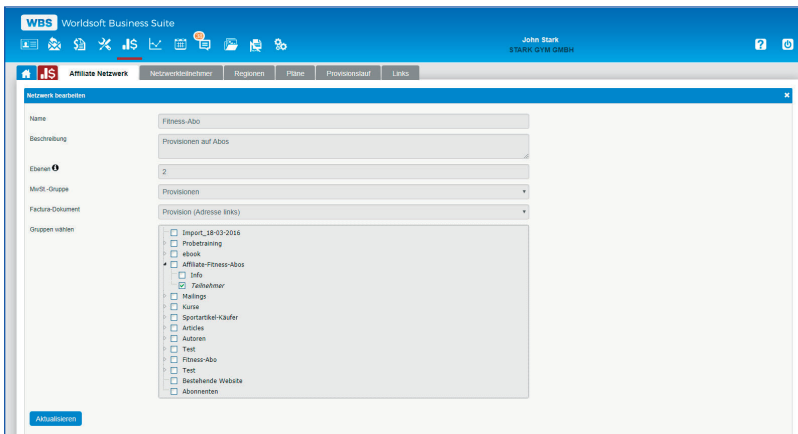 WBS Worldsoft Business Suite
John Stark
STARK GYM GMBH
Affiliate Netzwerk Netzwerkteilnehmer Regionen Pläne Provisionslauf Links
Netzwerk bearbeiten
Name Fitness-Abo
Beschreibung Provisionen auf Abos
Ebenen 2
MwSt.-Gruppe Provisionen
Factura-Dokument Provision (Adresse links)
Gruppen wählen
Import_18-03-2016
Probetraining
ebook
Affiliate-Fitness-Abos
Info
Teilnehmer
Mailings
Kurse
Sportartikel-Käufer
Articles
Autoren
Test
Fitness-Abo
Test
Bestehende Website
Abonnenten
Aktualisieren